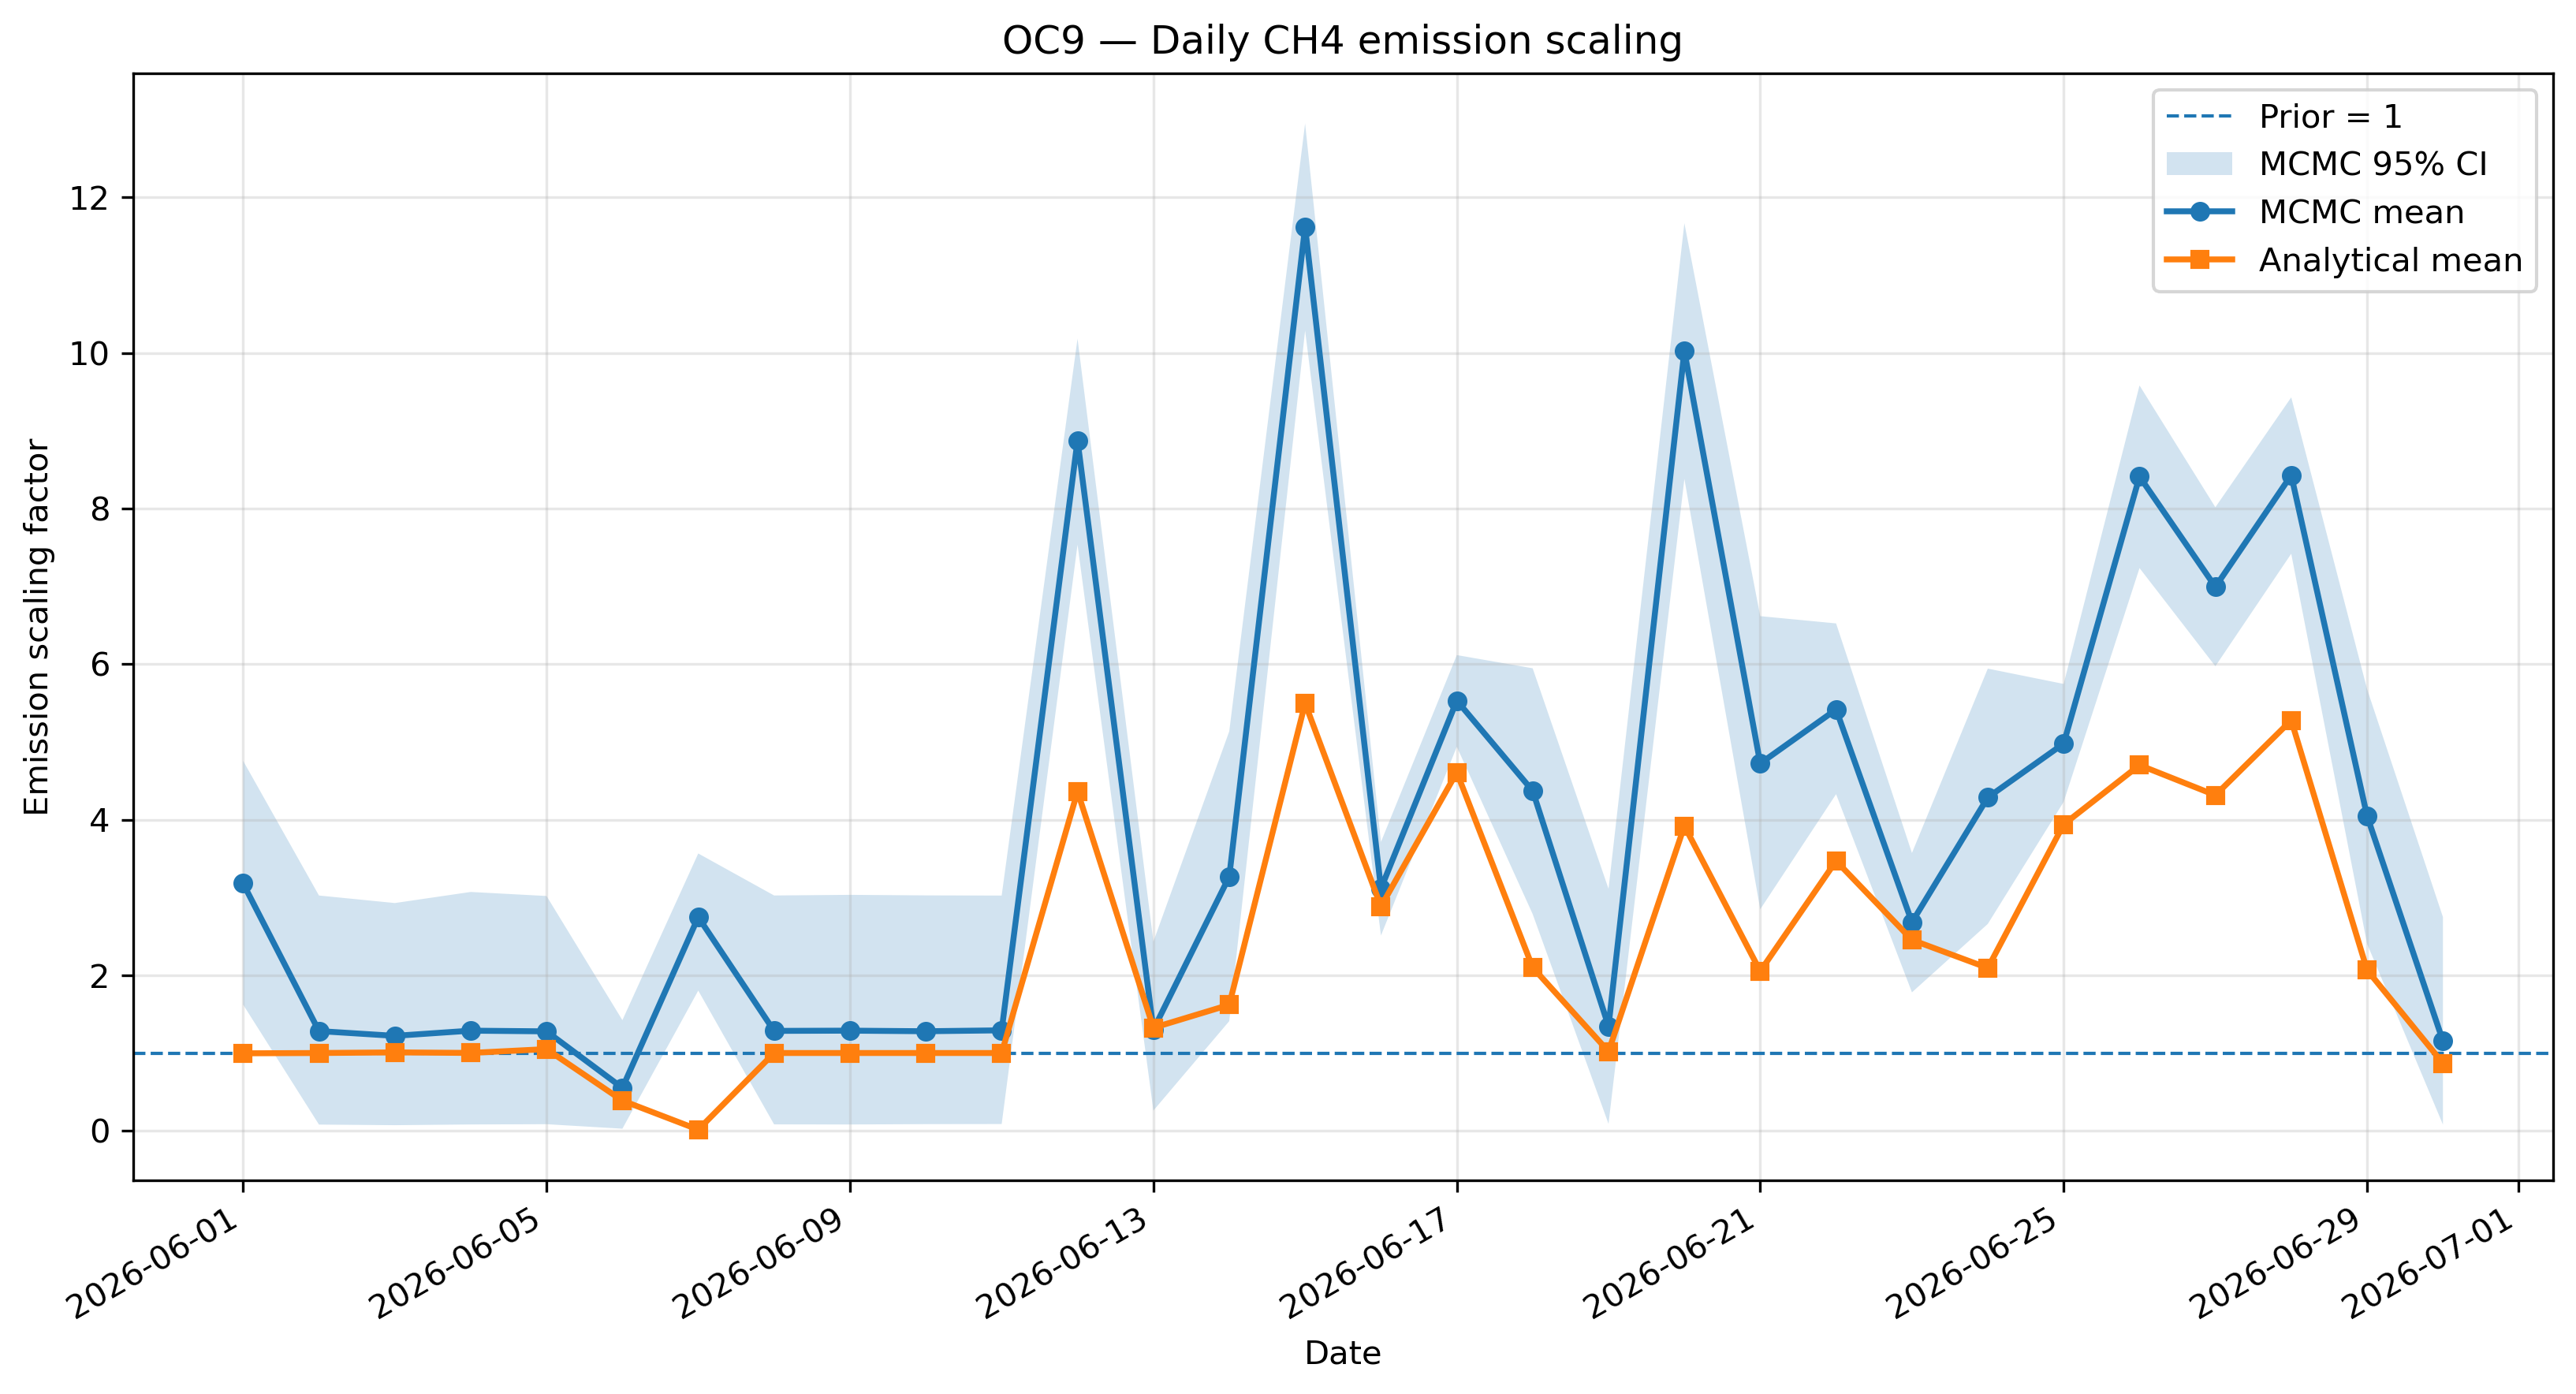 OC9 — Daily CH4 emission scaling
Prior = 1
MCMC 95% CI
MCMC mean
Analytical mean
Emission scaling factor
12
10
8
6
4
2
0
2026-06-01
2026-06-05
2026-06-09
2026-06-13
2026-06-17
2026-06-21
2026-06-25
2026-06-29
2026-07-01
Date